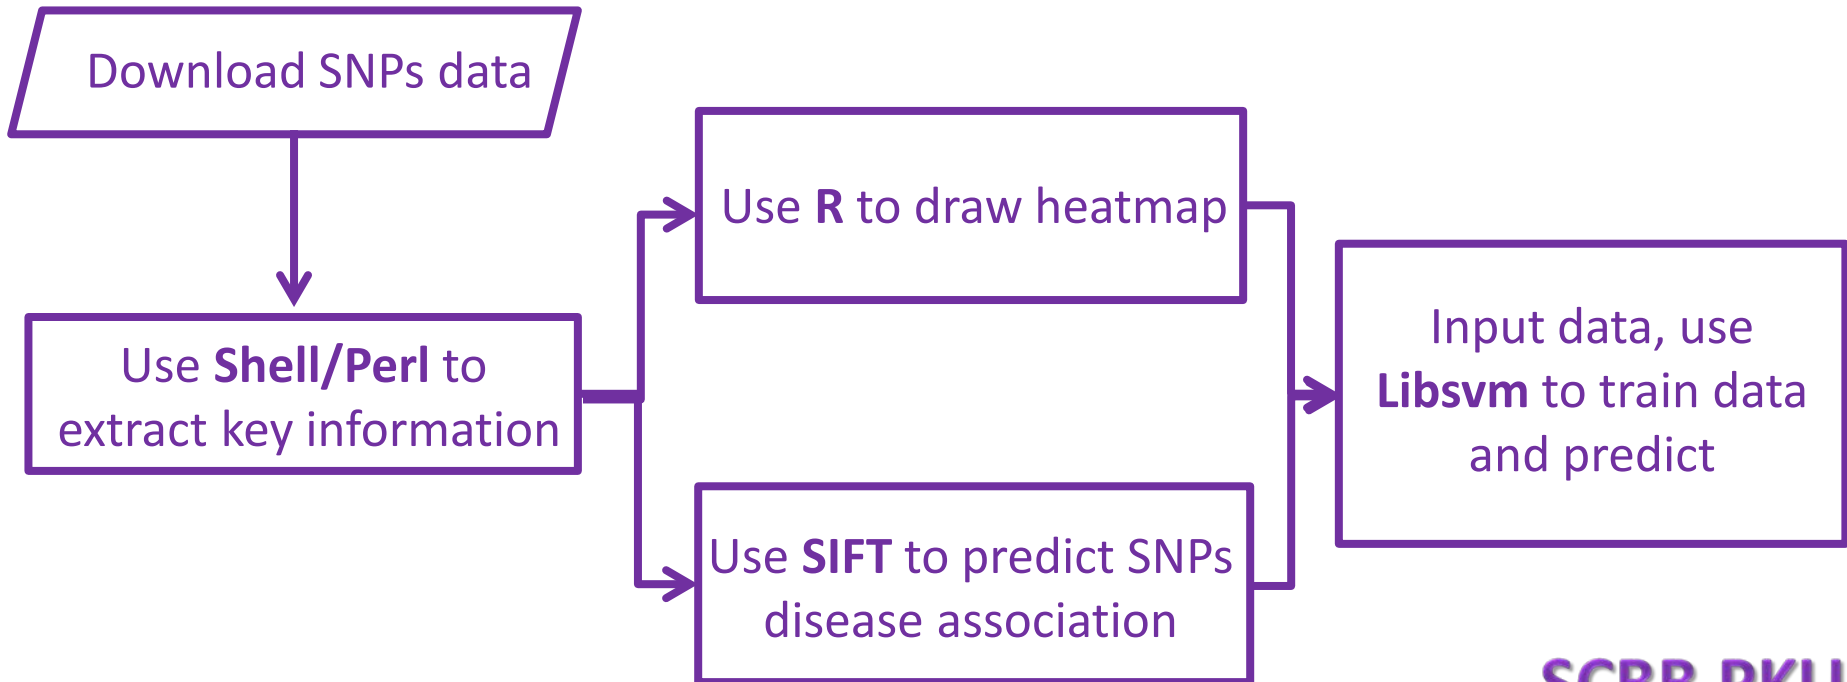 Download SNPs data
Use Shell/Perl to
extract key information
Use R to draw heatmap
Use SIFT to predict SNPs
disease association
Input data, use
Libsvm to train data
and predict